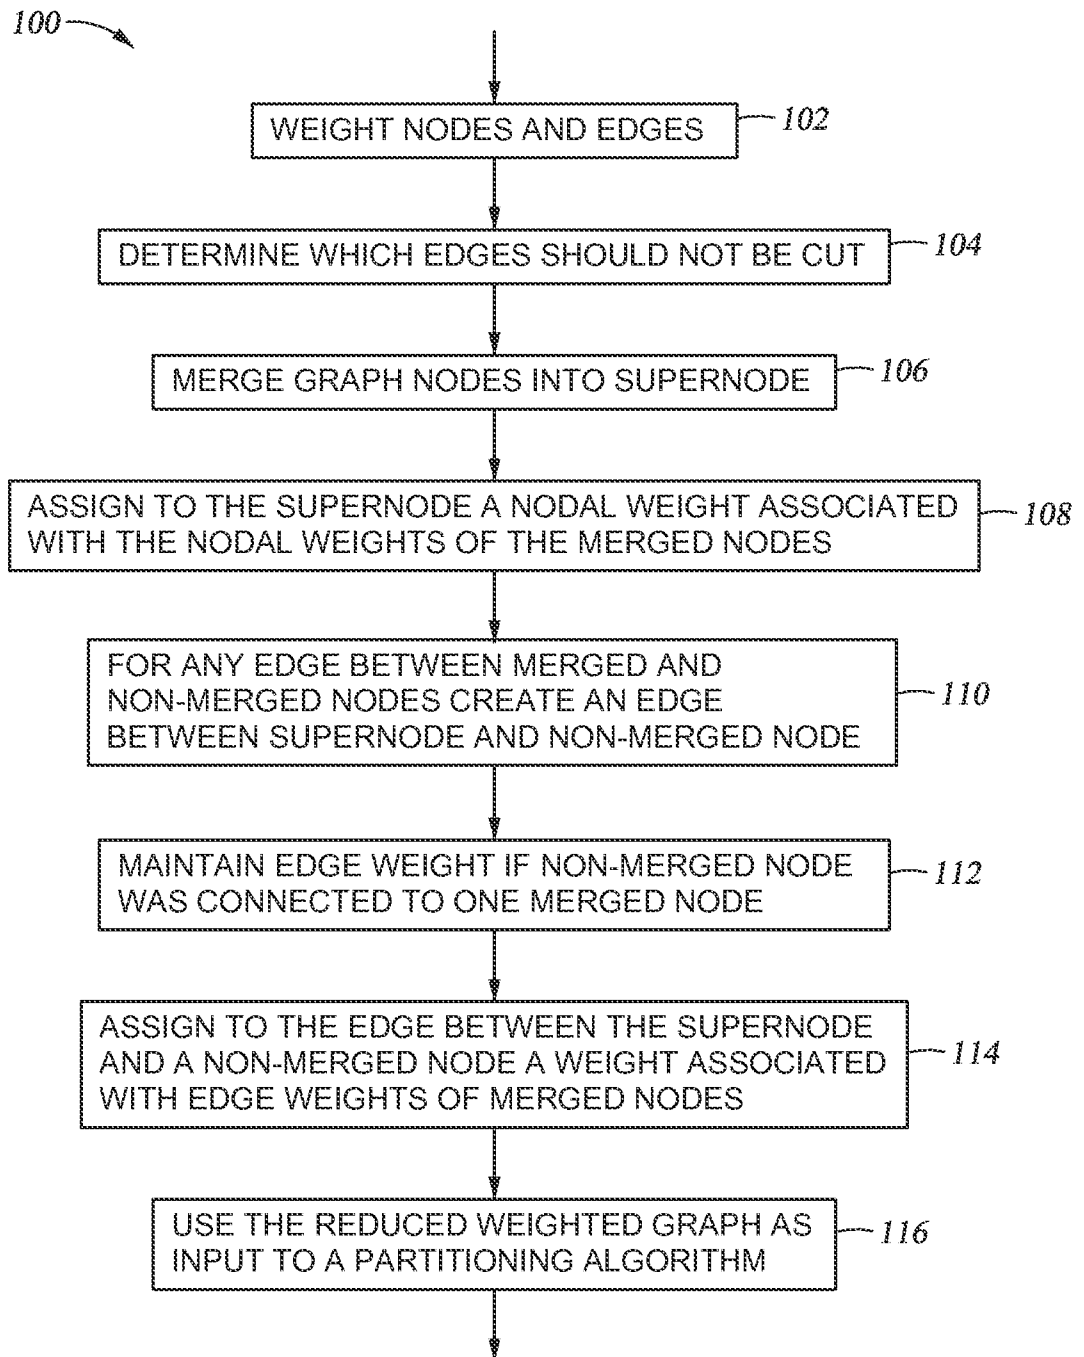 100
WEIGHT NODES AND EDGES
102
DETERMINE WHICH EDGES SHOULD NOT BE CUT
104
MERGE GRAPH NODES INTO SUPERNODE
106
ASSIGN TO THE SUPERNODE A NODAL WEIGHT ASSOCIATED
WITH THE NODAL WEIGHTS OF THE MERGED NODES
108
FOR ANY EDGE BETWEEN MERGED AND
NON-MERGED NODES CREATE AN EDGE
BETWEEN SUPERNODE AND NON-MERGED NODE
110
MAINTAIN EDGE WEIGHT IF NON-MERGED NODE
WAS CONNECTED TO ONE MERGED NODE
112
ASSIGN TO THE EDGE BETWEEN THE SUPERNODE
AND A NON-MERGED NODE A WEIGHT ASSOCIATED
WITH EDGE WEIGHTS OF MERGED NODES
114
USE THE REDUCED WEIGHTED GRAPH AS
INPUT TO A PARTITIONING ALGORITHM
116